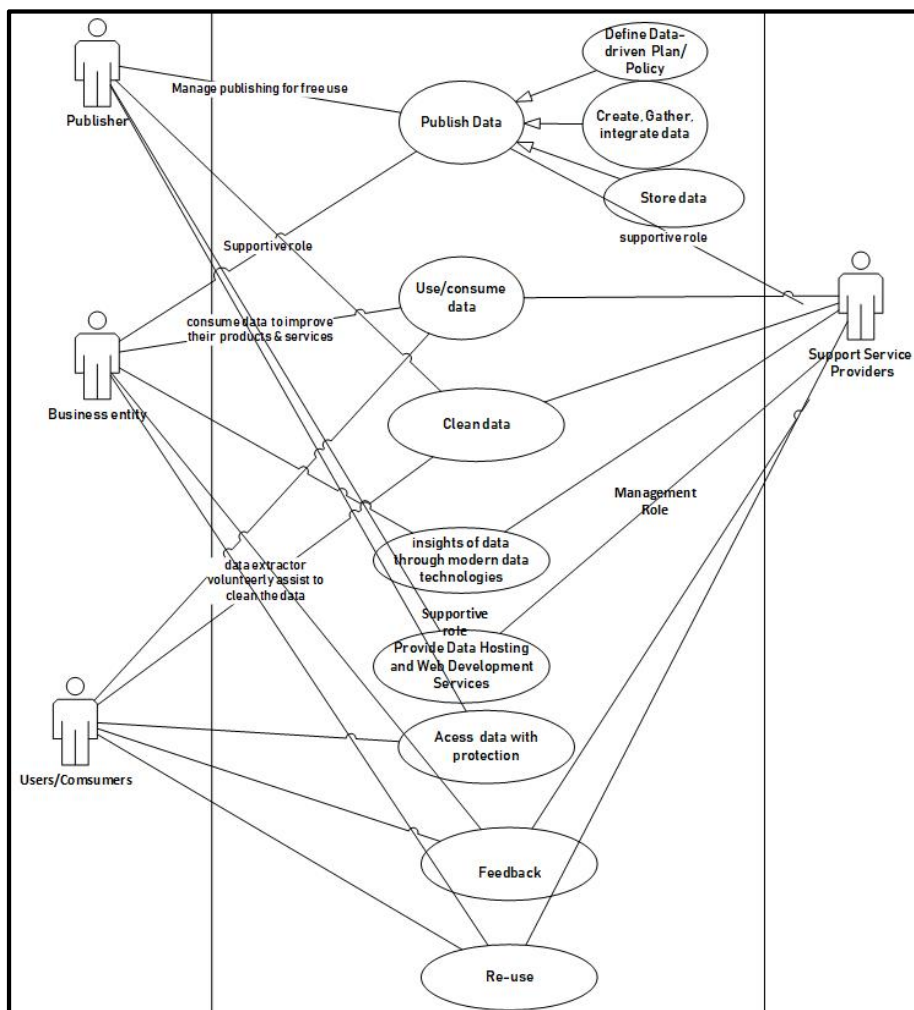 Define Data-
driven Plan/
Policy
Manage publishing for free use
Publisher
Publish Data
Create, Gather,
integrate data
Store data
Supportive role
supportive role
Use/consume
data
consume data to improve
their products & services
Business entity
Support Service
Providers
Clean data
Management
Role
insights of data
through modern data
technologies
data extractor
volunteerly assist to
clean the data
Supportive
role
Provide Data Hosting
and Web Development
Services
Users/Comsumers
Acess data with
protection
Feedback
Re-use